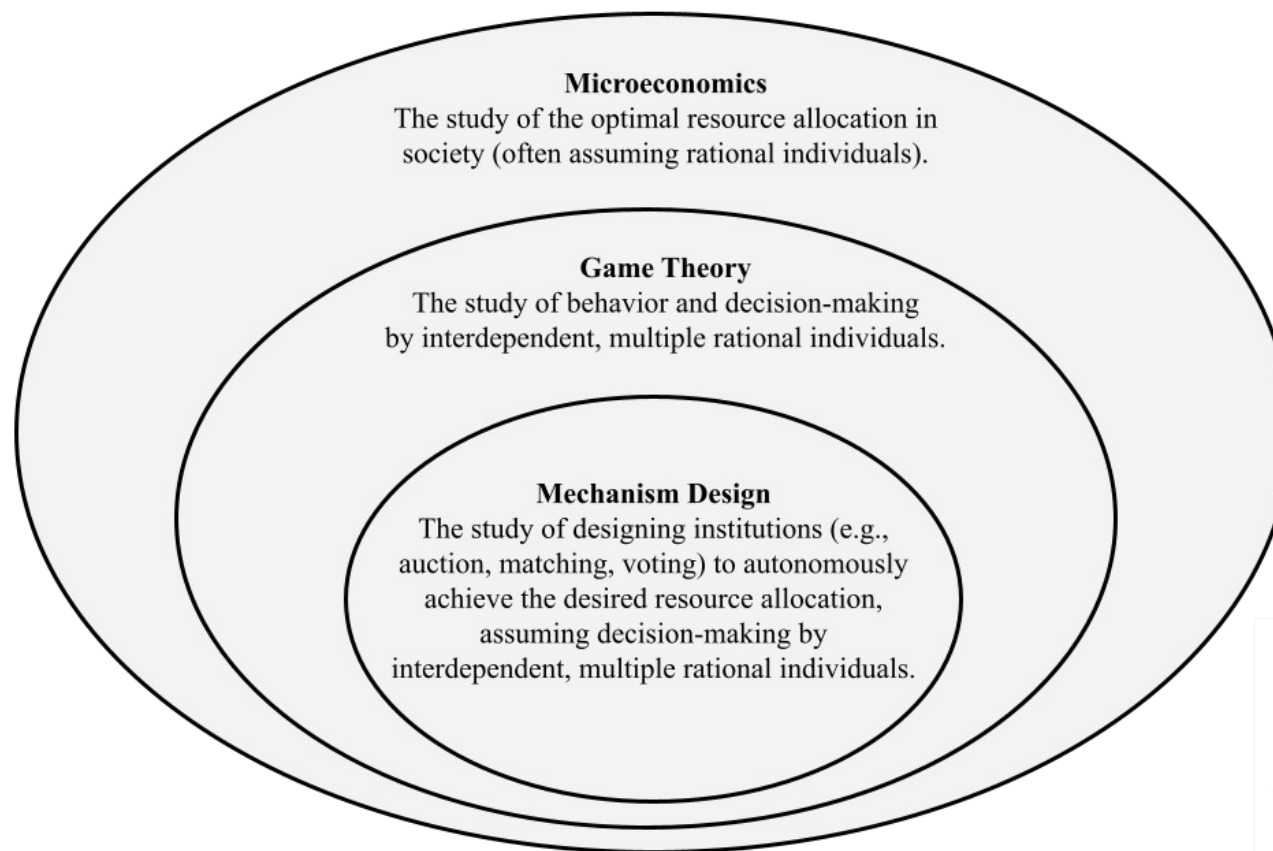 Microeconomics
The study of the optimal resource allocation in
society (often assuming rational individuals).
Game Theory
The study of behavior and decision-making
by interdependent, multiple rational individuals.
Mechanism Design
The study of designing institutions (e.g.,
auction, matching, voting) to autonomously
achieve the desired resource allocation,
assuming decision-making by
interdependent, multiple rational individuals.